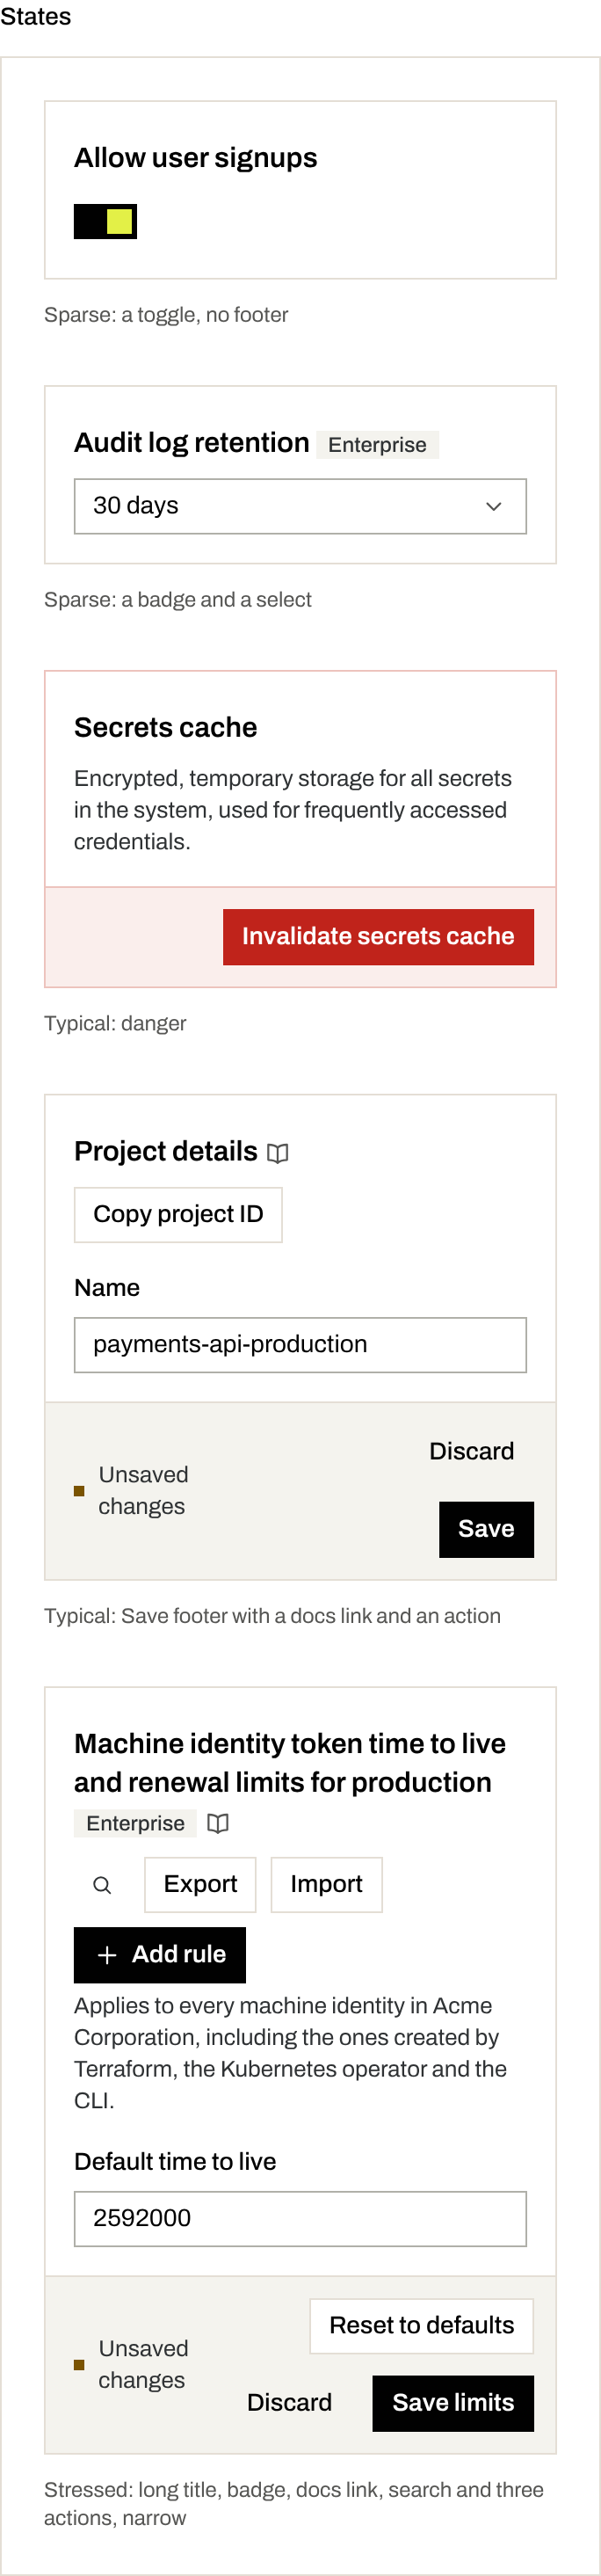 States
Allow user signups
Sparse: a toggle, no footer
Audit log retention Enterprise
30 days
Sparse: a badge and a select
Secrets cache
Encrypted, temporary storage for all secrets
in the system, used for frequently accessed
credentials.
Invalidate secrets cache
Typical: danger
Project details
Copy project ID
Name
payments-api-production
Discard
Unsaved
changes
Save
Typical: Save footer with a docs link and an action
Machine identity token time to live
and renewal limits for production
Enterprise
Export Import
Add rule
Applies to every machine identity in Acme
Corporation, including the ones created by
Terraform, the Kubernetes operator and the
CLI.
Default time to live
2592000
Reset to defaults
Unsaved
changes
Discard Save limits
Stressed: long title, badge, docs link, search and three
actions, narrow